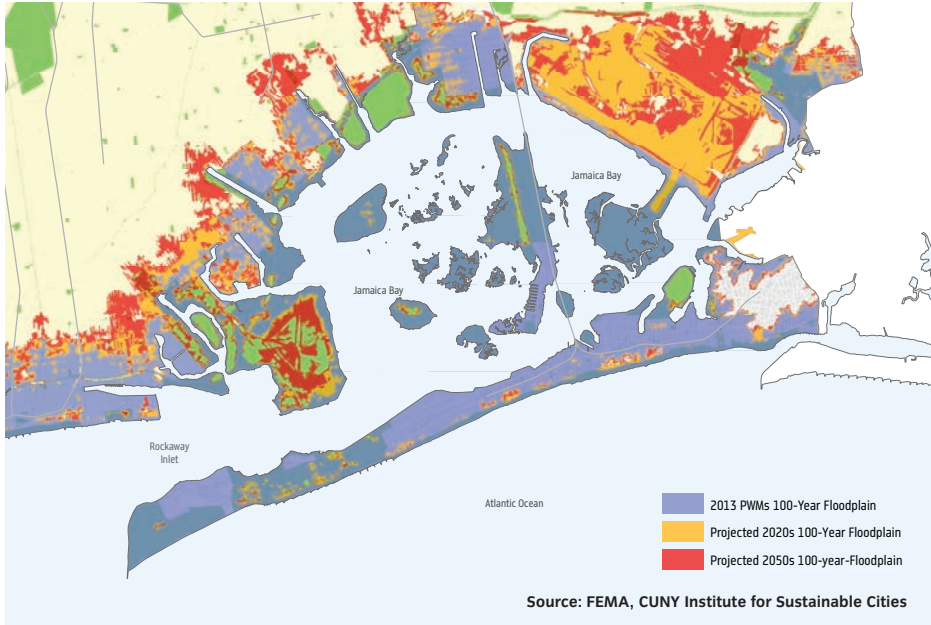 Jamaica Bay
Jamaica Bay
Rockaway
Inlet
Atlantic Ocean
2013 PWMs 100-Year Floodplain
Projected 2020s 100-Year Floodplain
Projected 2050s 100-year-Floodplain
Source: FEMA, CUNY Institute for Sustainable Cities